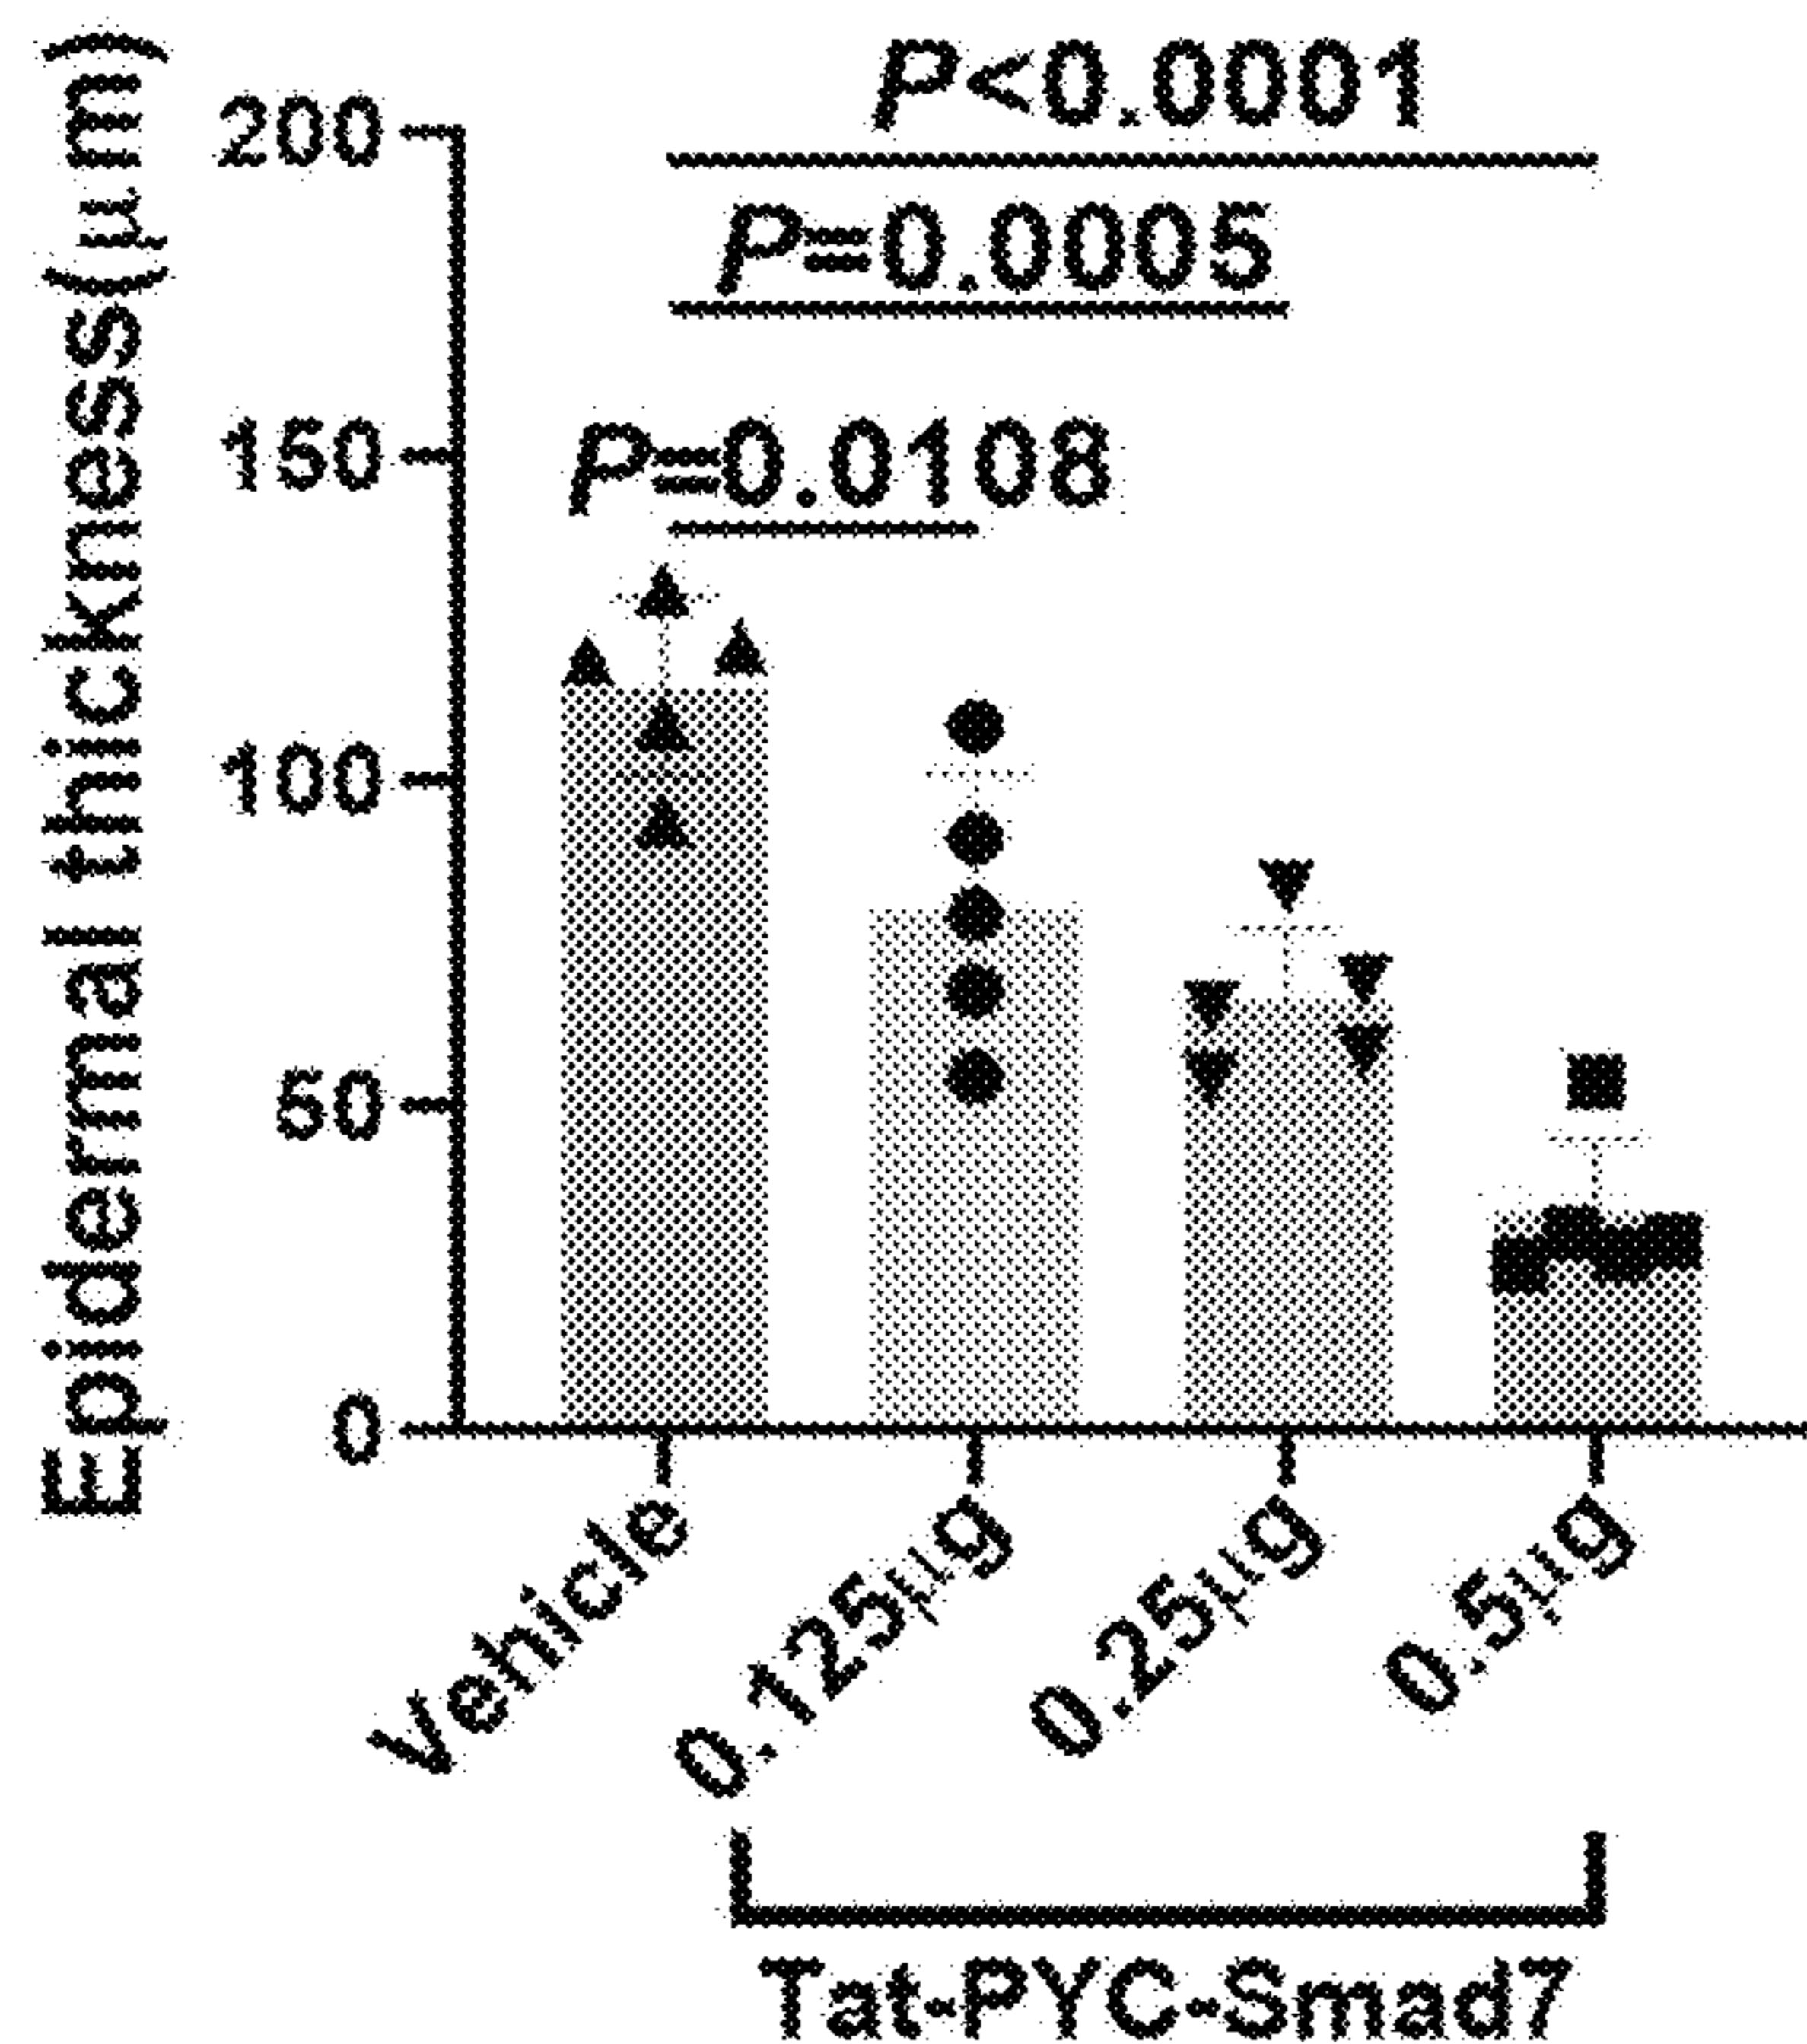 Epidermal thickness(μm)
200
150
100
50
0
P<0.0001
P=0.0005
P=0.0108
Vehicle
0.125μg
0.25μg
0.5μg
Tat-PYC-Smad7